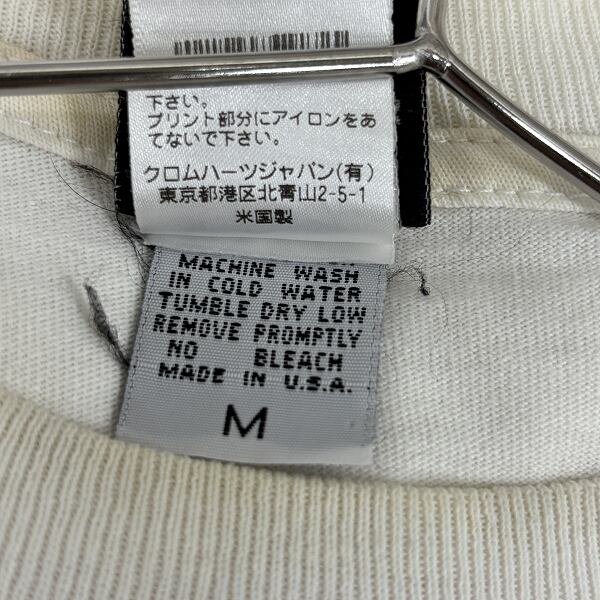 下さい。
プリント部分にアイロンをあ
てないで下さい。
クロムハーツジャパン(有)
東京都港区北青山2-5-1
米国製
MACHINE WASH
IN COLD WATER
TUMBLE DRY LOW
REMOVE PROMPTLY
NO BLEACH
MADE IN U.S.A.
M